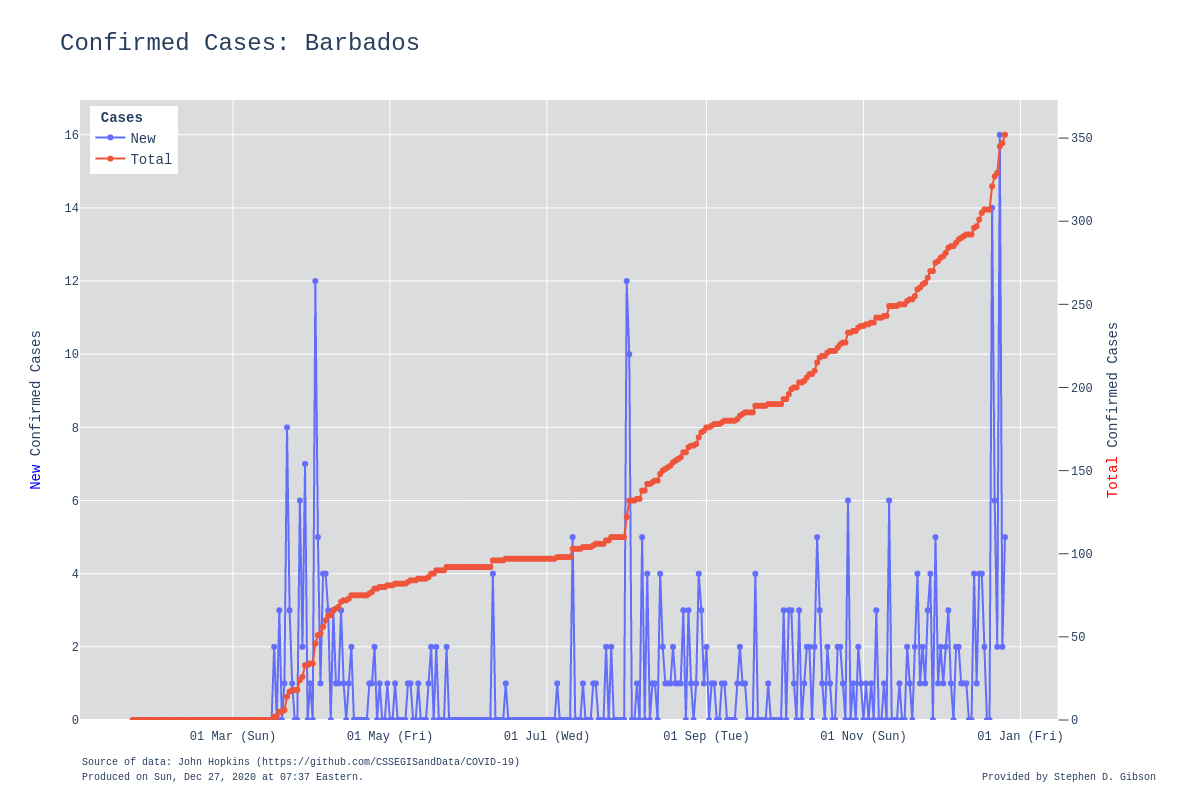 Confirmed Cases: Barbados
Cases
New
Total
16
14
12
10
8
6
4
2
0
350
300
250
200
150
100
50
0
New Confirmed Cases
Total Confirmed Cases
01 Mar (Sun)
01 May (Fri)
01 Jul (Wed)
01 Sep (Tue)
01 Nov (Sun)
01 Jan (Fri)
Source of data: John Hopkins (https://github.com/CSSEGISandData/COVID-19)
Produced on Sun, Dec 27, 2020 at 07:37 Eastern.
Provided by Stephen D. Gibson